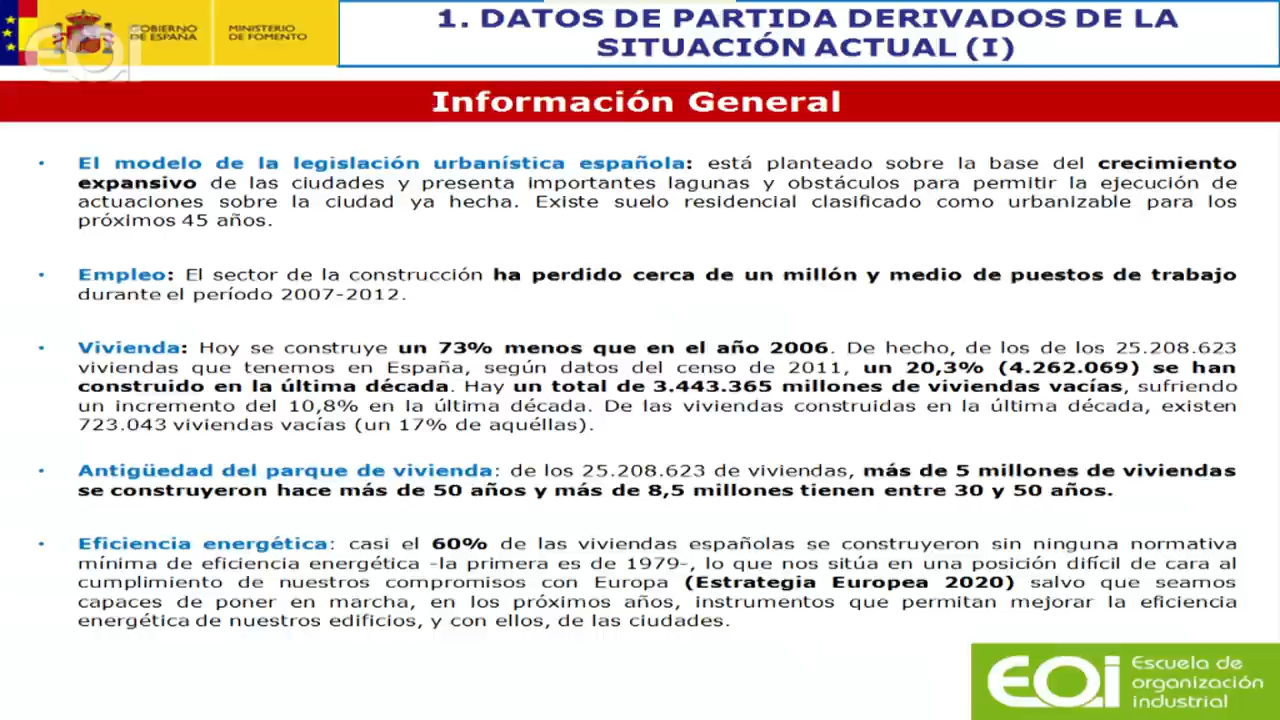 GOBIERNO
DE ESPAÑA
MINISTERIO
DE FOMENTO
eoi
1. DATOS DE PARTIDA DERIVADOS DE LA
SITUACIÓN ACTUAL (I)
Información General
• El modelo de la legislación urbanística española: está planteado sobre la base del crecimiento
expansivo de las ciudades y presenta importantes lagunas y obstáculos para permitir la ejecución de
actuaciones sobre la ciudad ya hecha. Existe suelo residencial clasificado como urbanizable para los
próximos 45 años.
• Empleo: El sector de la construcción ha perdido cerca de un millón y medio de puestos de trabajo
durante el período 2007-2012.
• Vivienda: Hoy se construye un 73% menos que en el año 2006. De hecho, de los de los 25.208.623
viviendas que tenemos en España, según datos del censo de 2011, un 20,3% (4.262.069) se han
construido en la última década. Hay un total de 3.443.365 millones de viviendas vacías, sufriendo
un incremento del 10,8% en la última década. De las viviendas construidas en la última década, existen
723.043 viviendas vacías (un 17% de aquéllas).
• Antigüedad del parque de vivienda: de los 25.208.623 de viviendas, más de 5 millones de viviendas
se construyeron hace más de 50 años y más de 8,5 millones tienen entre 30 y 50 años.
• Eficiencia energética: casi el 60% de las viviendas españolas se construyeron sin ninguna normativa
mínima de eficiencia energética -la primera es de 1979-, lo que nos sitúa en una posición difícil de cara al
cumplimiento de nuestros compromisos con Europa (Estrategia Europea 2020) salvo que seamos
capaces de poner en marcha, en los próximos años, instrumentos que permitan mejorar la eficiencia
energética de nuestros edificios, y con ellos, de las ciudades.
eoi
Escuela de
organización
industrial